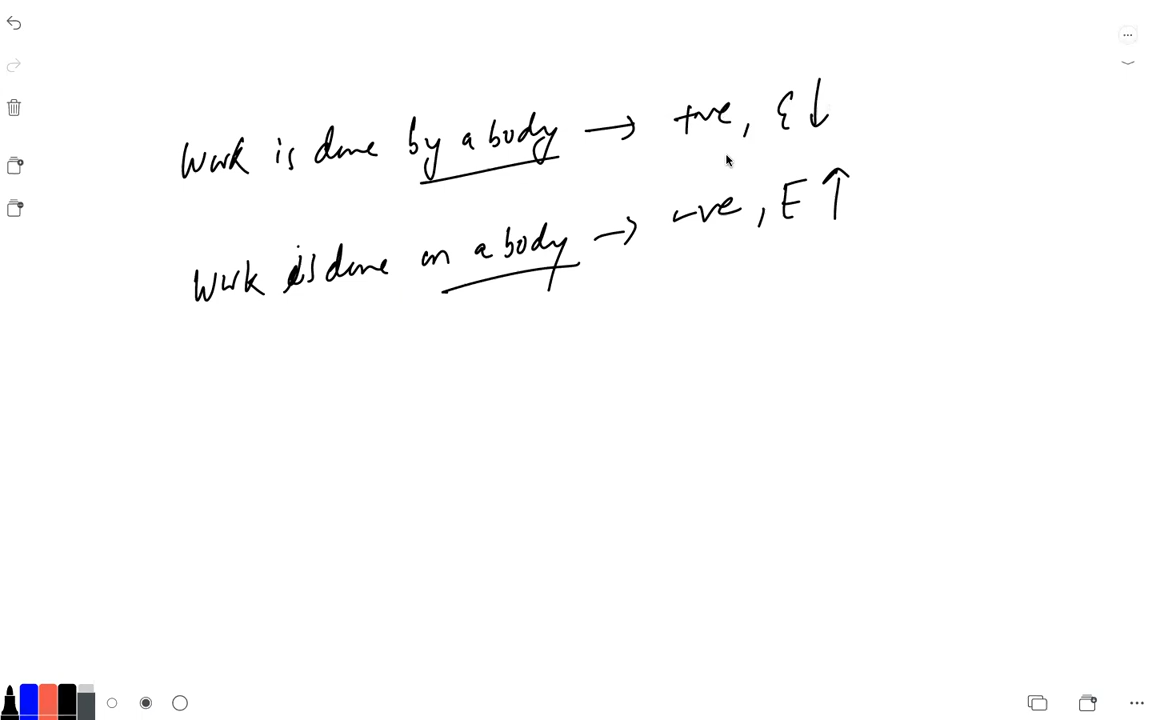 Work is done by a body → +ve, E↓
Work is done on a body → -ve, E↑